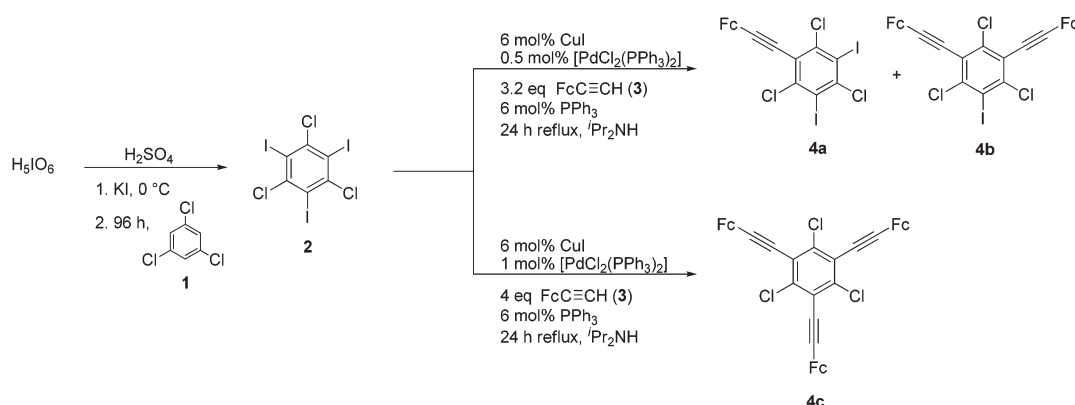 H5IO6
H2SO4
1. KI, 0 °C
2. 96 h,
Cl
Cl
Cl
1
Cl
I
I
Cl
Cl
I
2
6 mol% CuI
0.5 mol% [PdCl2(PPh3)2]
3.2 eq FcC≡CH (3)
6 mol% PPh3
24 h reflux, iPr2NH
Fc
Cl
I
Cl
Cl
I
4a
+
Fc
Cl
Fc
Cl
Cl
I
4b
6 mol% CuI
1 mol% [PdCl2(PPh3)2]
4 eq FcC≡CH (3)
6 mol% PPh3
24 h reflux, iPr2NH
Fc
Cl
Fc
Cl
Cl
Fc
4c